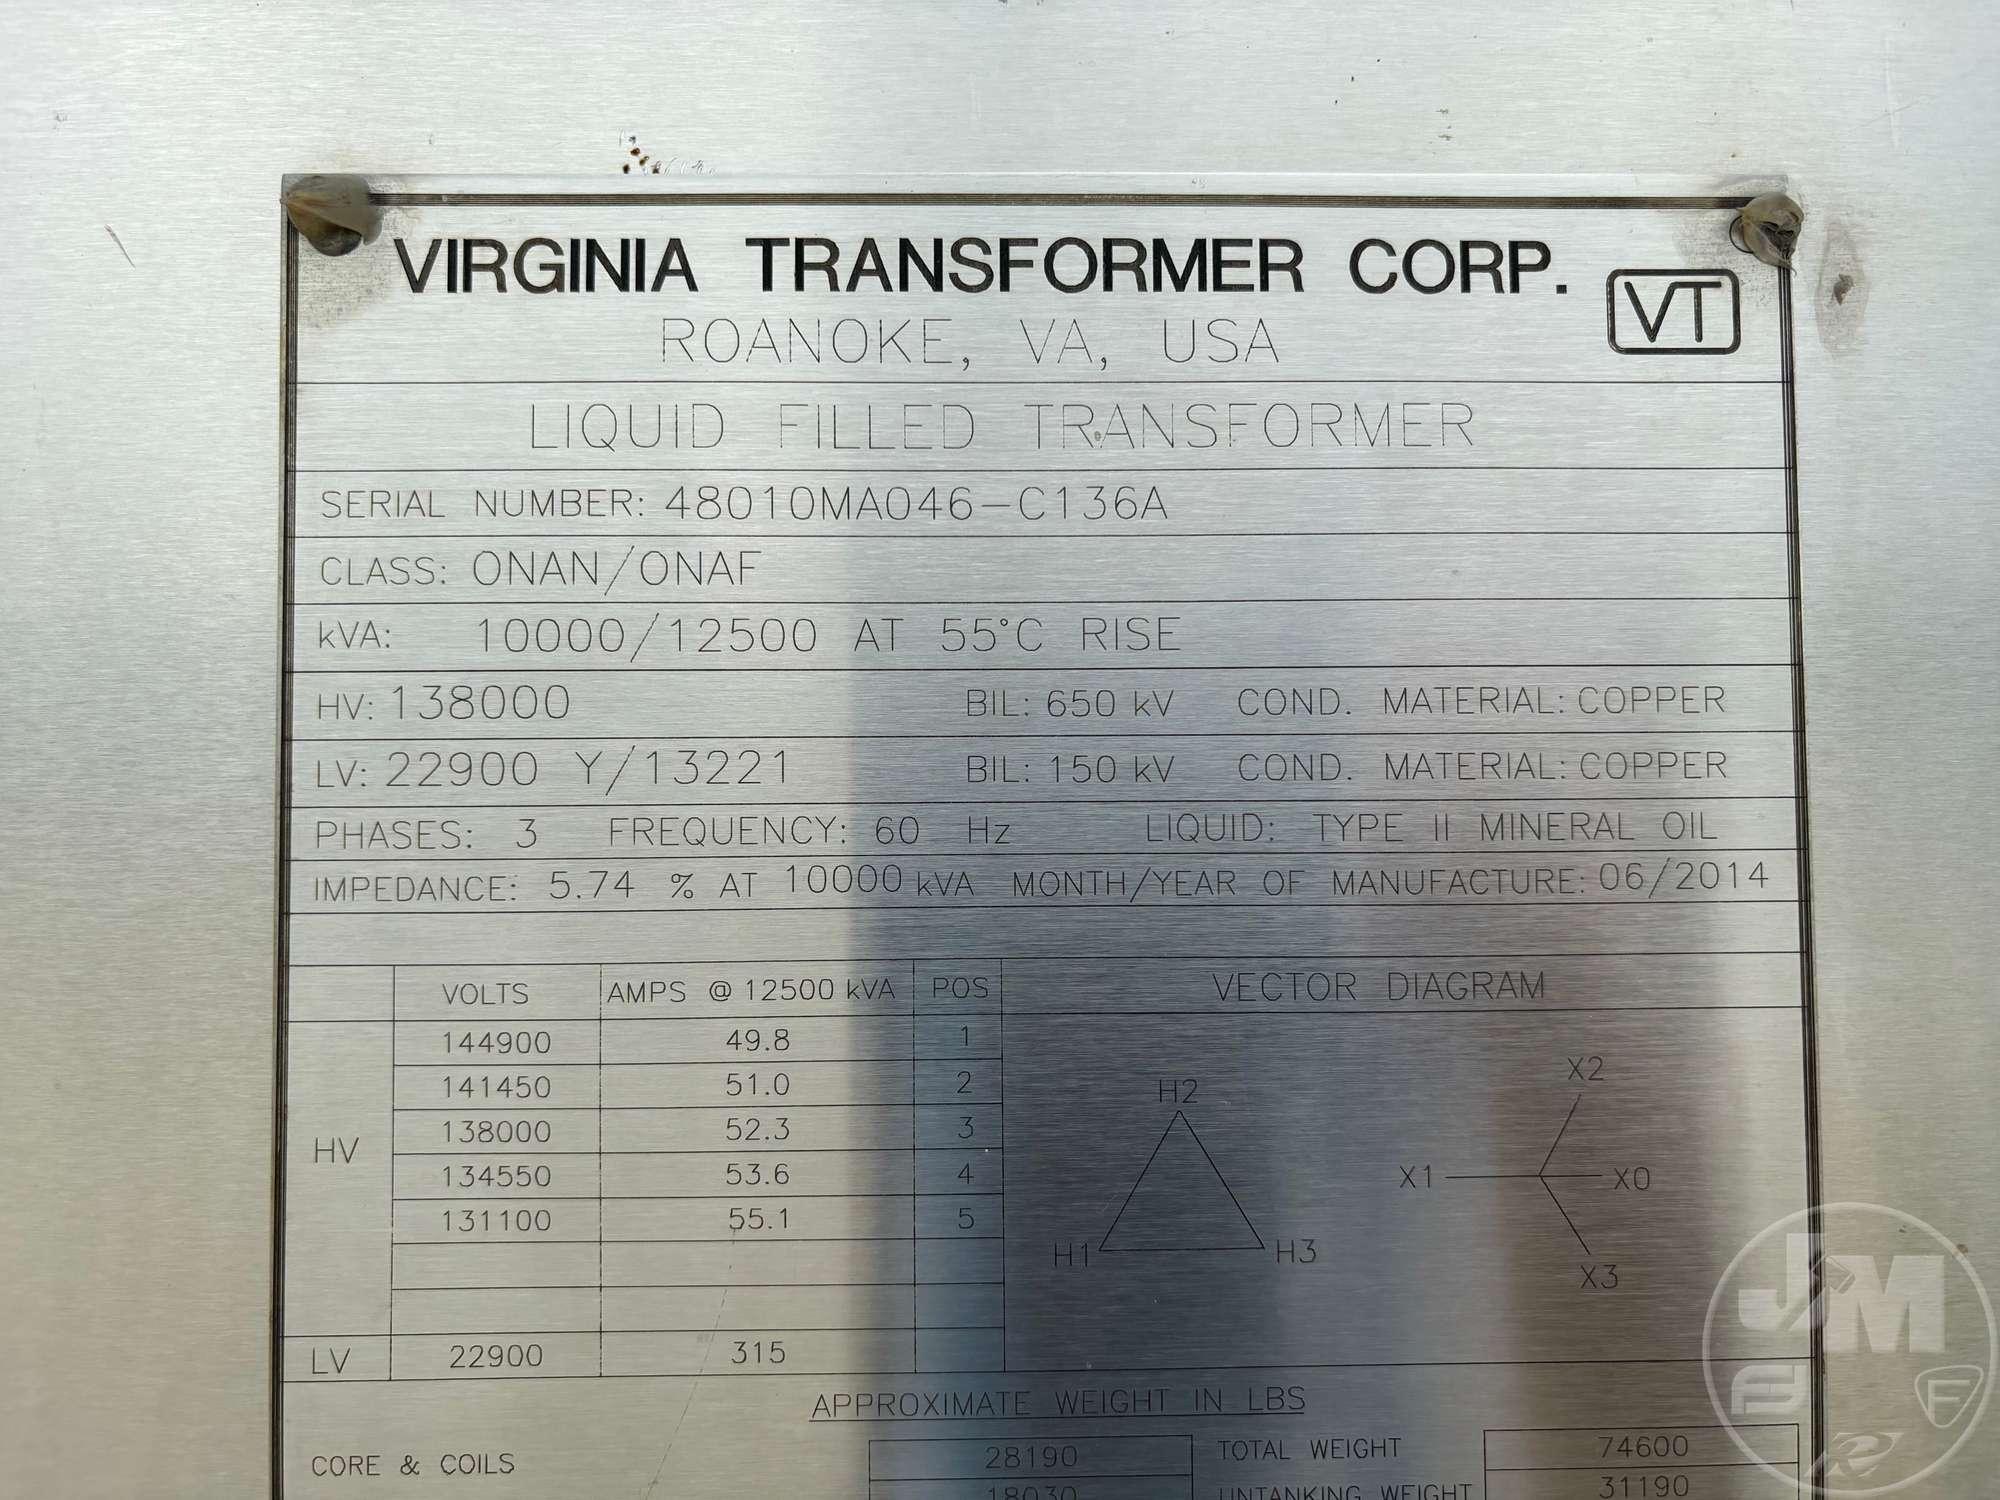 VIRGINIA TRANSFORMER CORP.
VT
ROANOKE, VA, USA
LIQUID FILLED TRANSFORMER
SERIAL NUMBER: 48010MA046-C136A
CLASS: ONAN/ONAF
kVA: 10000/12500 AT 55°C RISE
HV: 138000 BIL: 650 kV COND. MATERIAL: COPPER
LV: 22900 Y/13221 BIL: 150 kV COND. MATERIAL: COPPER
PHASES: 3 FREQUENCY: 60 Hz LIQUID: TYPE II MINERAL OIL
IMPEDANCE: 5.74 % AT 10000 kVA MONTH/YEAR OF MANUFACTURE: 06/2014
VOLTS AMPS @ 12500 kVA POS VECTOR DIAGRAM
144900 49.8 1
141450 51.0 2
138000 52.3 3
HV
134550 53.6 4
131100 55.1 5
LV 22900 315
H2
H1 H3
X2
X1 X0
X3
APPROXIMATE WEIGHT IN LBS
CORE & COILS 28190 TOTAL WEIGHT 74600
18030 UNTANKING WEIGHT 31190
JM
F